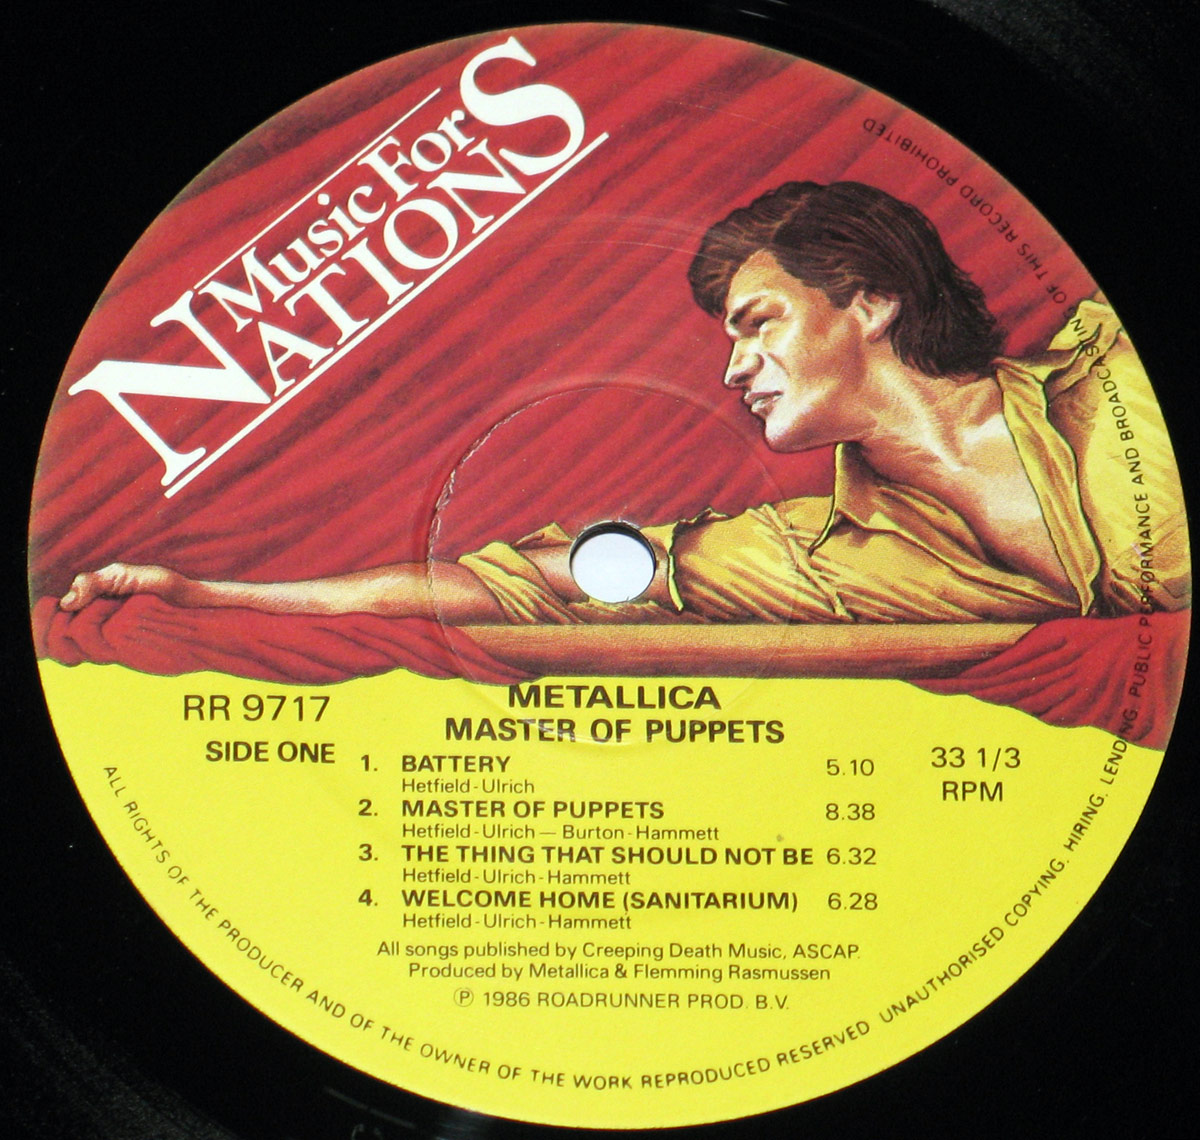 Music For
NATIONS
RR 9717
SIDE ONE
METALLICA
MASTER OF PUPPETS
33 1/3
RPM
1. BATTERY 5.10
Hetfield - Ulrich
2. MASTER OF PUPPETS 8.38
Hetfield - Ulrich — Burton - Hammett
3. THE THING THAT SHOULD NOT BE 6.32
Hetfield - Ulrich - Hammett
4. WELCOME HOME (SANITARIUM) 6.28
Hetfield - Ulrich - Hammett
All songs published by Creeping Death Music, ASCAP.
Produced by Metallica & Flemming Rasmussen
Ⓟ 1986 ROADRUNNER PROD. B.V.
ALL RIGHTS OF THE PRODUCER AND OF THE OWNER OF THE WORK REPRODUCED RESERVED UNAUTHORISED COPYING. HIRING. LENDING. PUBLIC PERFORMANCE AND BROADCASTING OF THIS RECORD PROHIBITED